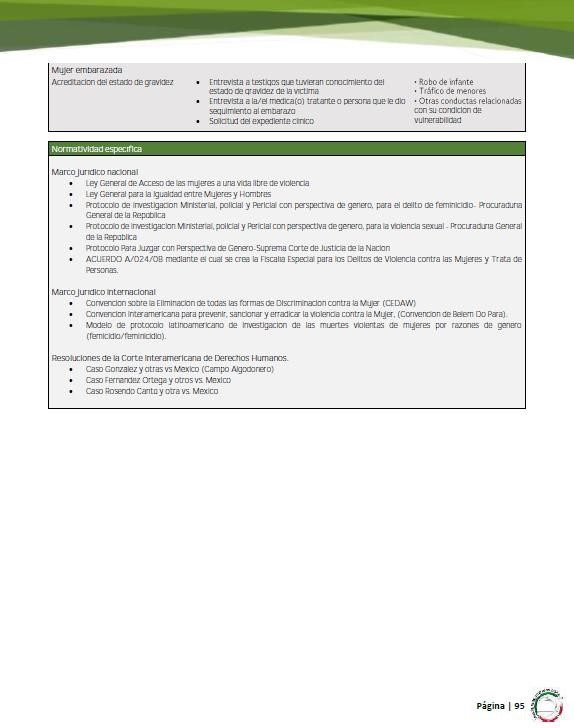 Mujer embarazada
Acreditacion del estado de gravidez
• Entrevista a testigos que tuvieran conocimiento del
estado de gravidez de la victima
• Entrevista a la/el medica(o) tratante o persona que le dio
seguimiento al embarazo
• Solicitud del expediente clinico
• Robo de infante
• Tráfico de menores
• Otras conductas relacionadas
con su condicion de
vulnerabilidad
Normatividad especifica
Marco Juridico nacional
• Ley General de Acceso de las mujeres a una vida libre de violencia
• Ley General para la Igualdad entre Mujeres y Hombres
• Protocolo de Investigacion Ministerial, policial y Pericial con perspectiva de genero, para el delito de feminicidio- Procuraduria
General de la Republica
• Protocolo de Investigacion Ministerial, policial y Pericial con perspectiva de genero, para la violencia sexual - Procuraduria General
de la Republica
• Protocolo Para Juzgar con Perspectiva de Genero-Suprema Corte de Justicia de la Nacion
• ACUERDO A/024/08 mediante el cual se crea la Fiscalia Especial para los Delitos de Violencia contra las Mujeres y Trata de
Personas.
Marco Juridico Internacional
• Convencion sobre la Eliminacion de todas las formas de Discriminacion contra la Mujer (CEDAW)
• Convencion Interamericana para prevenir, sancionar y erradicar la violencia contra la Mujer, (Convencion de Belem Do Para).
• Modelo de protocolo latinoamericano de investigacion de las muertes violentas de mujeres por razones de genero
(femicidio/feminicidio).
Resoluciones de la Corte Interamericana de Derechos Humanos.
• Caso Gonzalez y otras vs Mexico (Campo Algodonero)
• Caso Fernandez Ortega y otros vs. Mexico
• Caso Rosendo Cantú y otra vs. Mexico
Página | 95